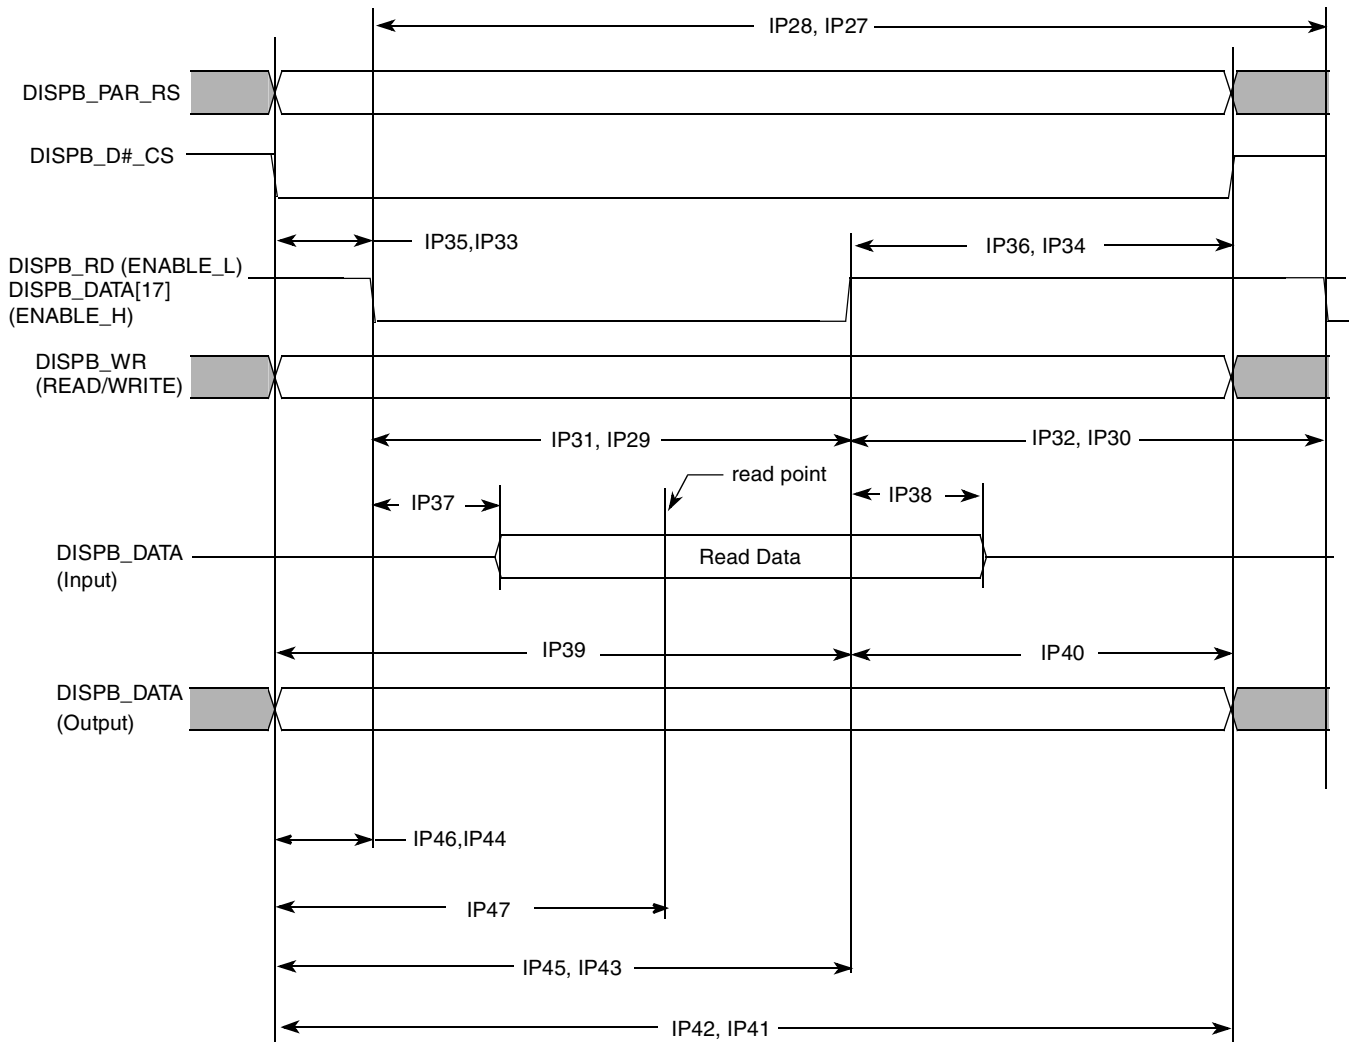 IP28, IP27
DISPB_PAR_RS
DISPB_D#_CS
IP35,IP33
IP36, IP34
DISPB_RD (ENABLE_L)
DISPB_DATA[17]
(ENABLE_H)
DISPB_WR
(READ/WRITE)
IP31, IP29
IP32, IP30
read point
IP37
IP38
DISPB_DATA
(Input)
Read Data
IP39
IP40
DISPB_DATA
(Output)
IP46,IP44
IP47
IP45, IP43
IP42, IP41